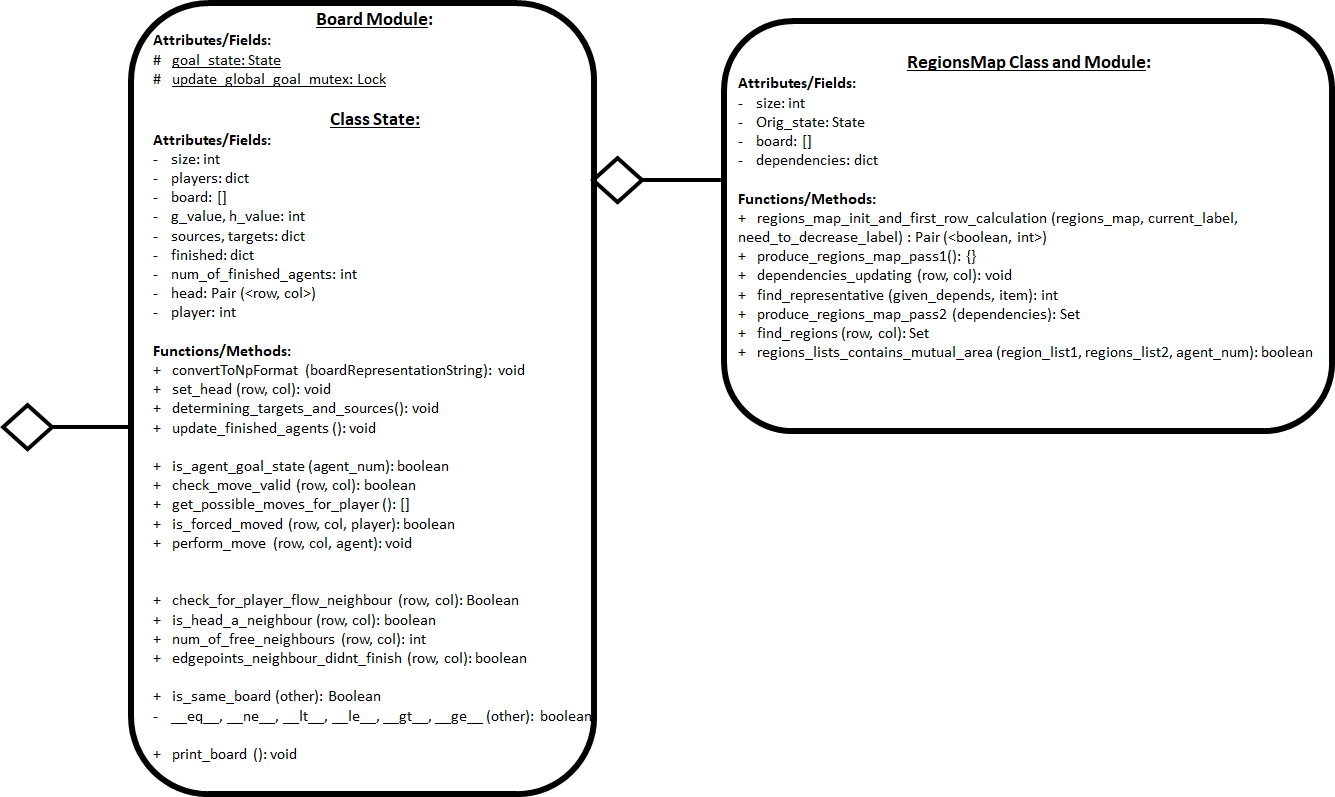 Board Module:
Attributes/Fields:
# goal_state: State
# update_global_goal_mutex: Lock
Class State:
Attributes/Fields:
- size: int
- players: dict
- board: []
- g_value, h_value: int
- sources, targets: dict
- finished: dict
- num_of_finished_agents: int
- head: Pair (<row, col>)
- player: int
Functions/Methods:
+ convertToNpFormat (boardRepresentationString): void
+ set_head (row, col): void
+ determining_targets_and_sources(): void
+ update_finished_agents (): void
+ is_agent_goal_state (agent_num): boolean
+ check_move_valid (row, col): boolean
+ get_possible_moves_for_player (): []
+ is_forced_moved (row, col, player): boolean
+ perform_move (row, col, agent): void
+ check_for_player_flow_neighbour (row, col): Boolean
+ is_head_a_neighbour (row, col): boolean
+ num_of_free_neighbours (row, col): int
+ edgepoints_neighbour_didnt_finish (row, col): boolean
+ is_same_board (other): Boolean
- __eq__, __ne__, __lt__, __le__, __gt__, __ge__ (other): boolean
+ print_board (): void
RegionsMap Class and Module:
Attributes/Fields:
- size: int
- Orig_state: State
- board: []
- dependencies: dict
Functions/Methods:
+ regions_map_init_and_first_row_calculation (regions_map, current_label,
need_to_decrease_label) : Pair (<boolean, int>)
+ produce_regions_map_pass1(): {}
+ dependencies_updating (row, col): void
+ find_representative (given_depends, item): int
+ produce_regions_map_pass2 (dependencies): Set
+ find_regions (row, col): Set
+ regions_lists_contains_mutual_area (region_list1, regions_list2, agent_num): boolean